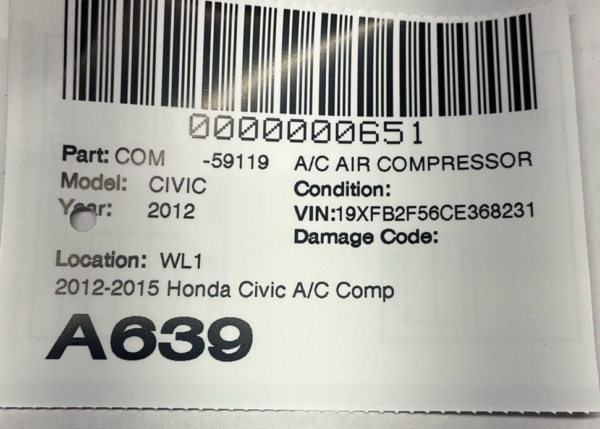 0000000651
Part: COM -59119 A/C AIR COMPRESSOR
Model: CIVIC Condition:
Year: 2012 VIN:19XFB2F56CE368231
Damage Code:
Location: WL1
2012-2015 Honda Civic A/C Comp
A639